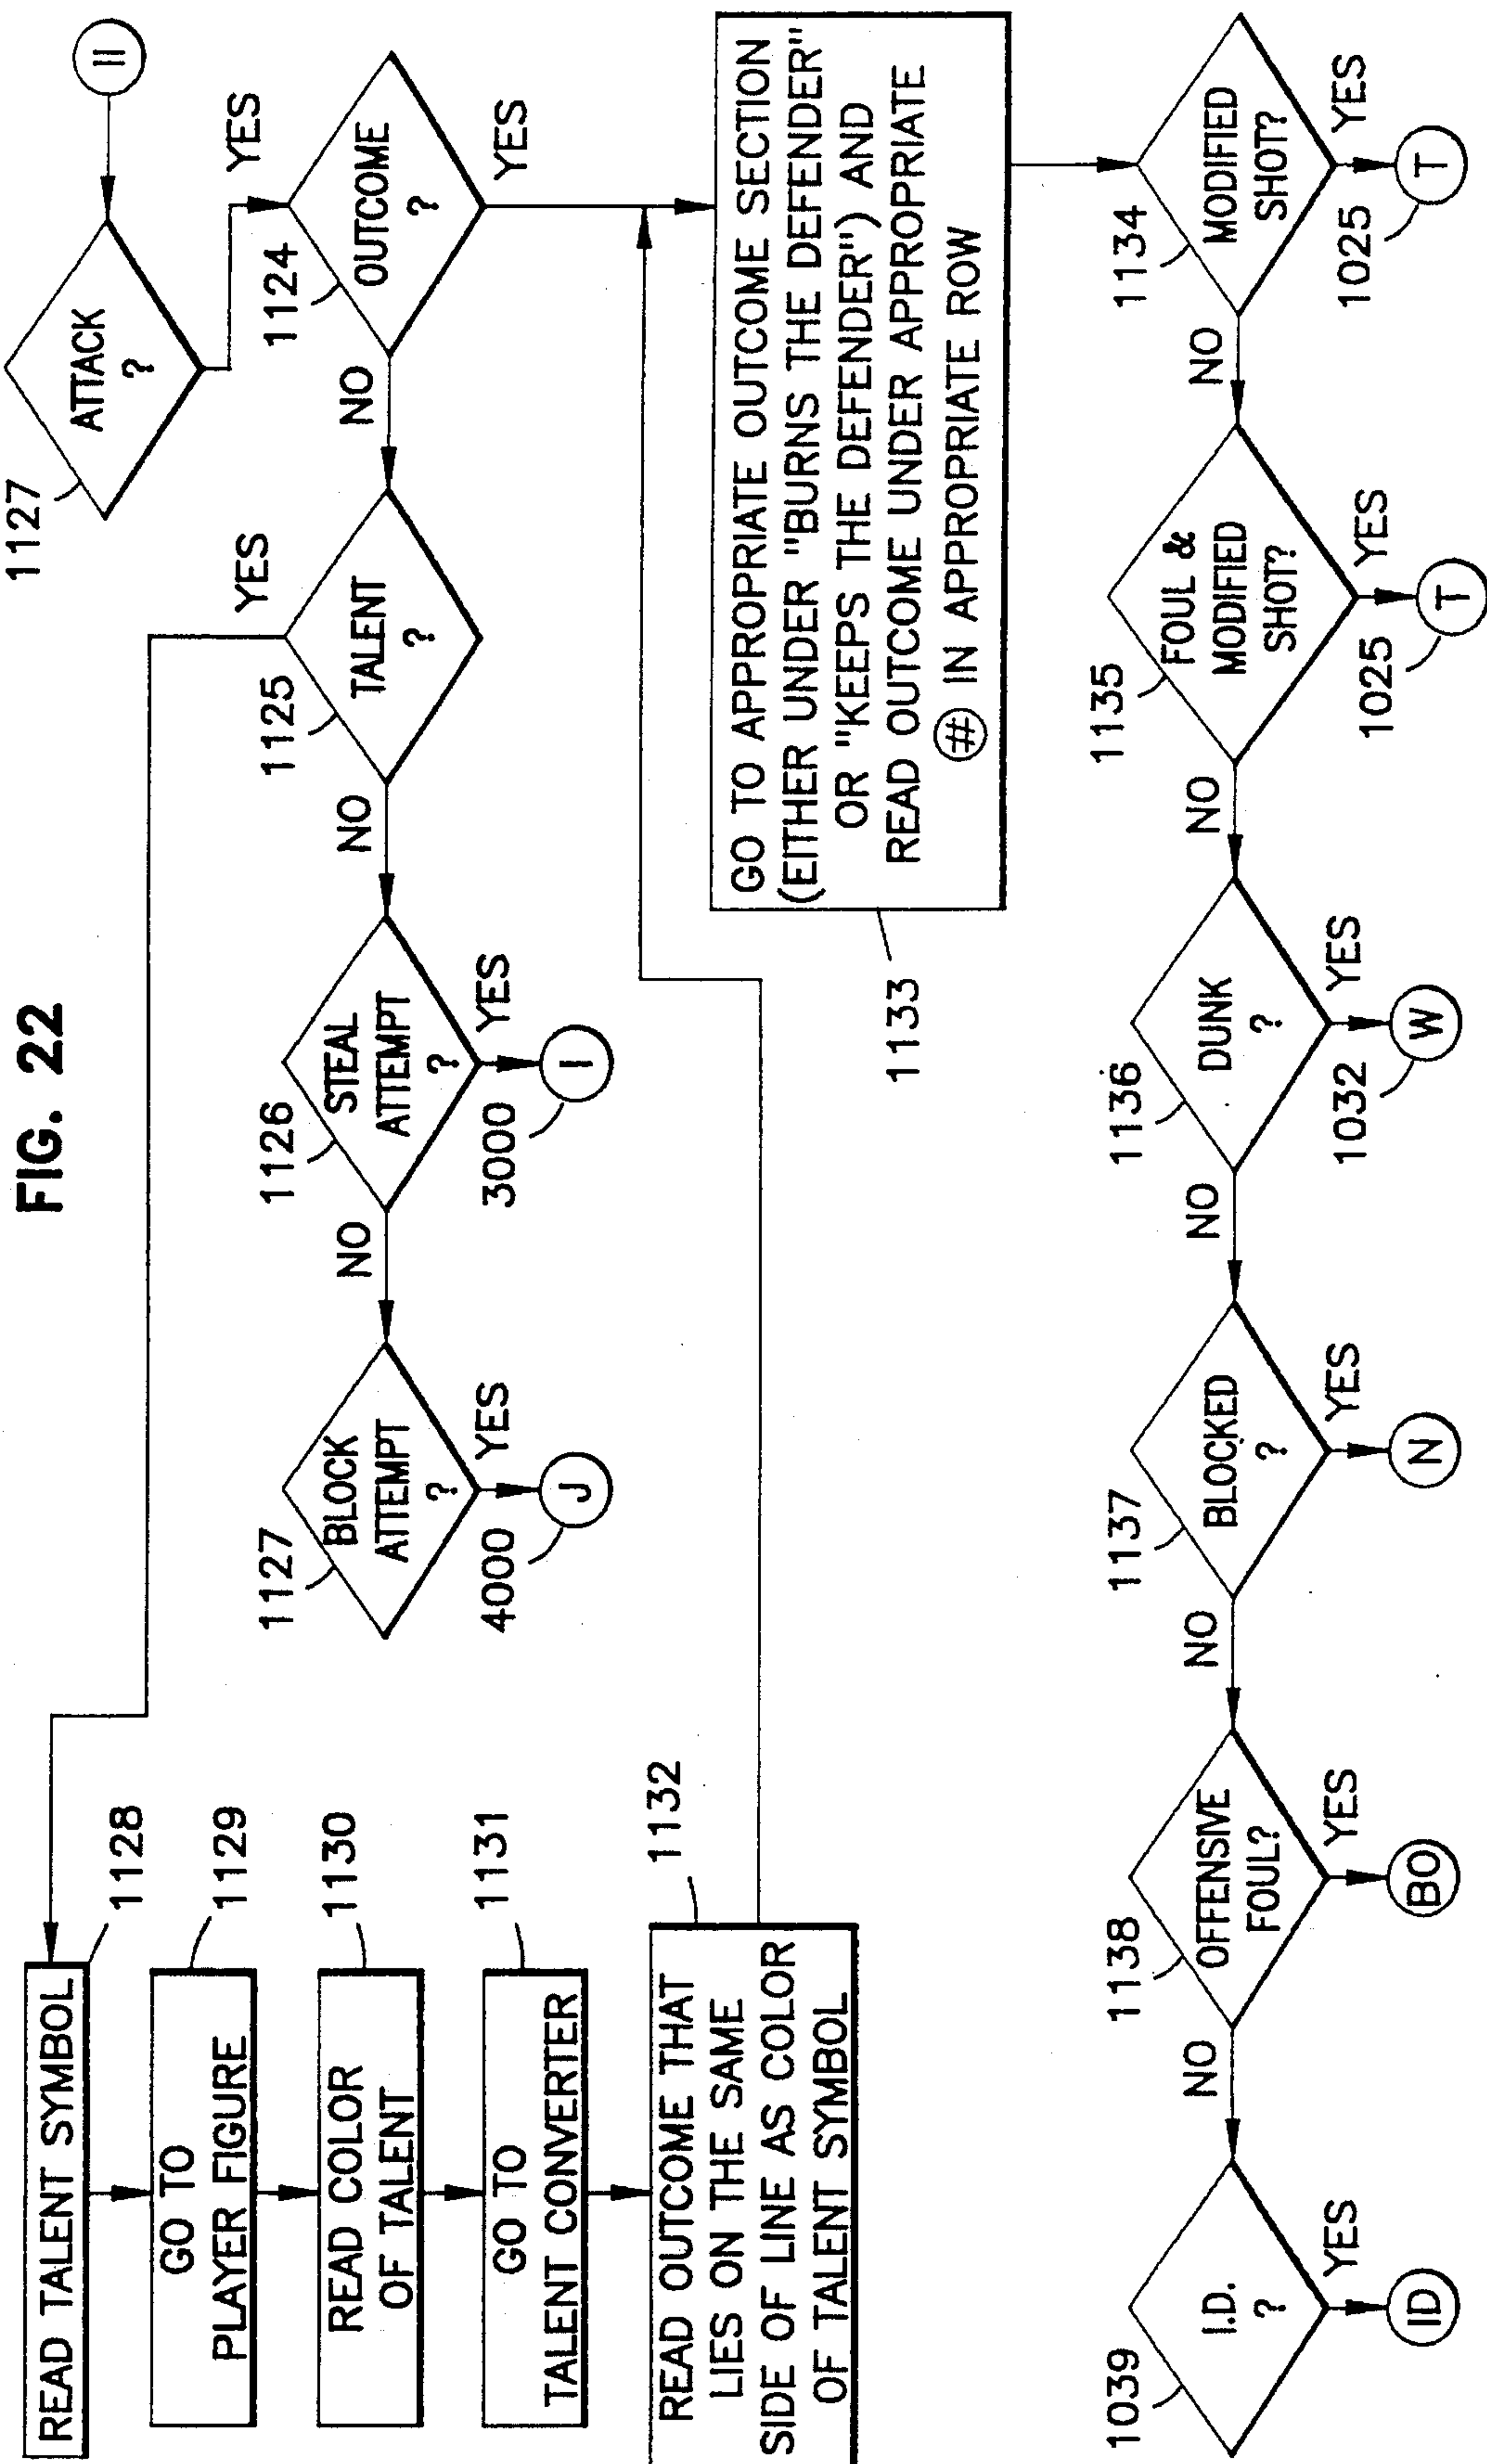 FIG. 22
II
1127
ATTACK
?
YES
1124
OUTCOME
?
NO
YES
1125
TALENT
?
YES
NO
1126
STEAL
ATTEMPT
?
YES
3000
I
NO
1127
BLOCK
ATTEMPT
?
YES
4000
J
READ TALENT SYMBOL
1128
GO TO
PLAYER FIGURE
1129
READ COLOR
OF TALENT
1130
GO TO
TALENT CONVERTER
1131
READ OUTCOME THAT
LIES ON THE SAME
SIDE OF LINE AS COLOR
OF TALENT SYMBOL
1132
GO TO APPROPRIATE OUTCOME SECTION
(EITHER UNDER "BURNS THE DEFENDER"
OR "KEEPS THE DEFENDER") AND
READ OUTCOME UNDER APPROPRIATE
# IN APPROPRIATE ROW
1133
1134
MODIFIED
SHOT?
YES
1025
T
NO
1135
FOUL &
MODIFIED
SHOT?
YES
1025
T
NO
1136
DUNK
?
YES
1032
W
NO
1137
BLOCKED
?
YES
N
NO
1138
OFFENSIVE
FOUL?
YES
BO
NO
1039
I.D.
?
YES
ID